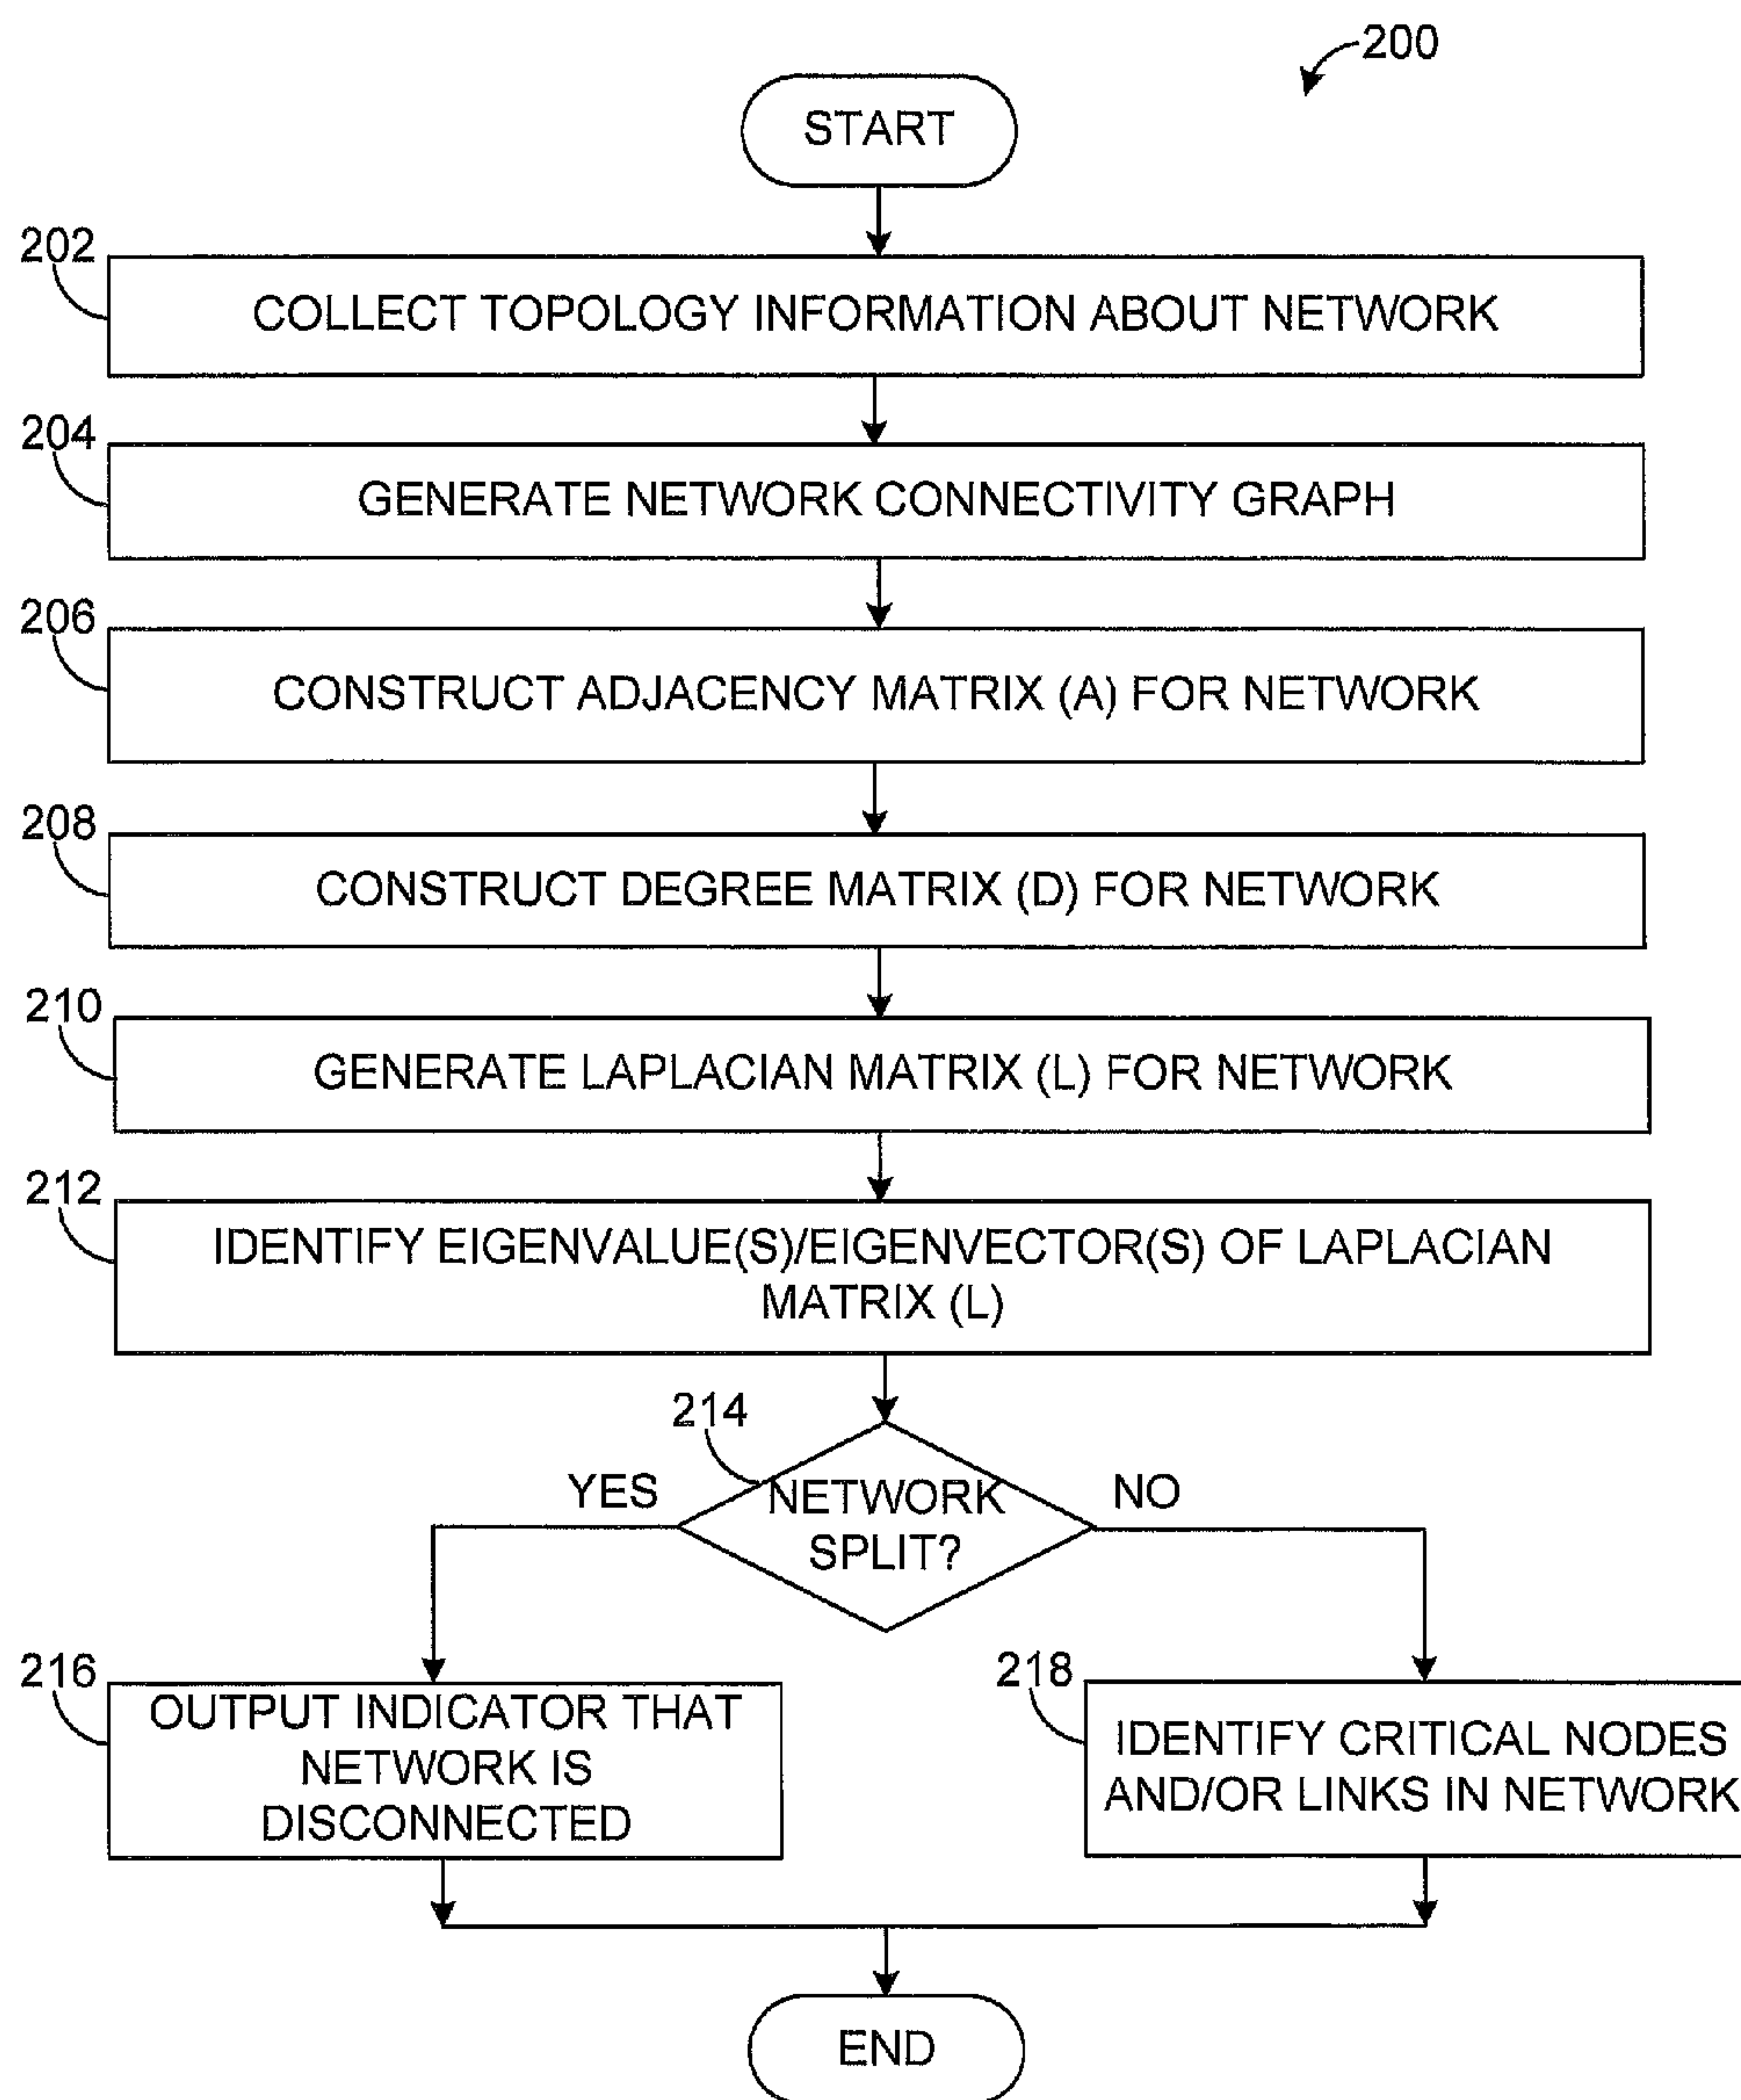 200
START
202
COLLECT TOPOLOGY INFORMATION ABOUT NETWORK
204
GENERATE NETWORK CONNECTIVITY GRAPH
206
CONSTRUCT ADJACENCY MATRIX (A) FOR NETWORK
208
CONSTRUCT DEGREE MATRIX (D) FOR NETWORK
210
GENERATE LAPLACIAN MATRIX (L) FOR NETWORK
212
IDENTIFY EIGENVALUE(S)/EIGENVECTOR(S) OF LAPLACIAN
MATRIX (L)
214
YES
NETWORK
SPLIT?
NO
216
OUTPUT INDICATOR THAT
NETWORK IS
DISCONNECTED
218
IDENTIFY CRITICAL NODES
AND/OR LINKS IN NETWORK
END